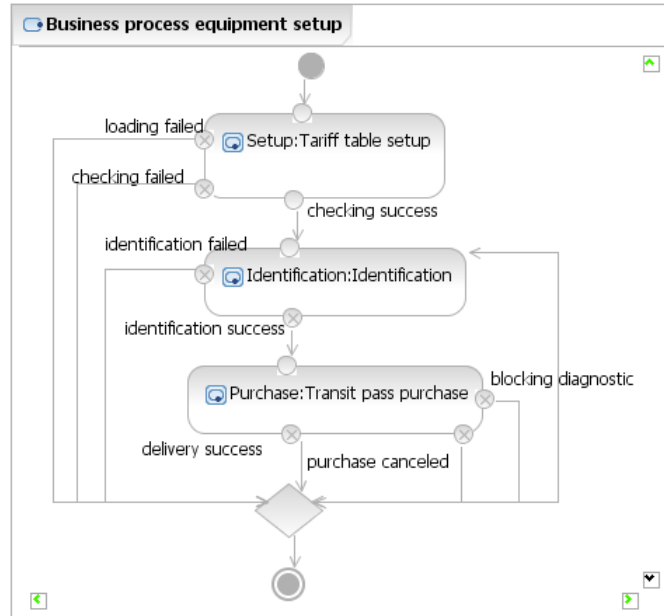 Business process equipment setup
loading failed
Setup:Tariff table setup
checking failed
checking success
identification failed
Identification:Identification
identification success
blocking diagnostic
Purchase:Transit pass purchase
delivery success
purchase canceled